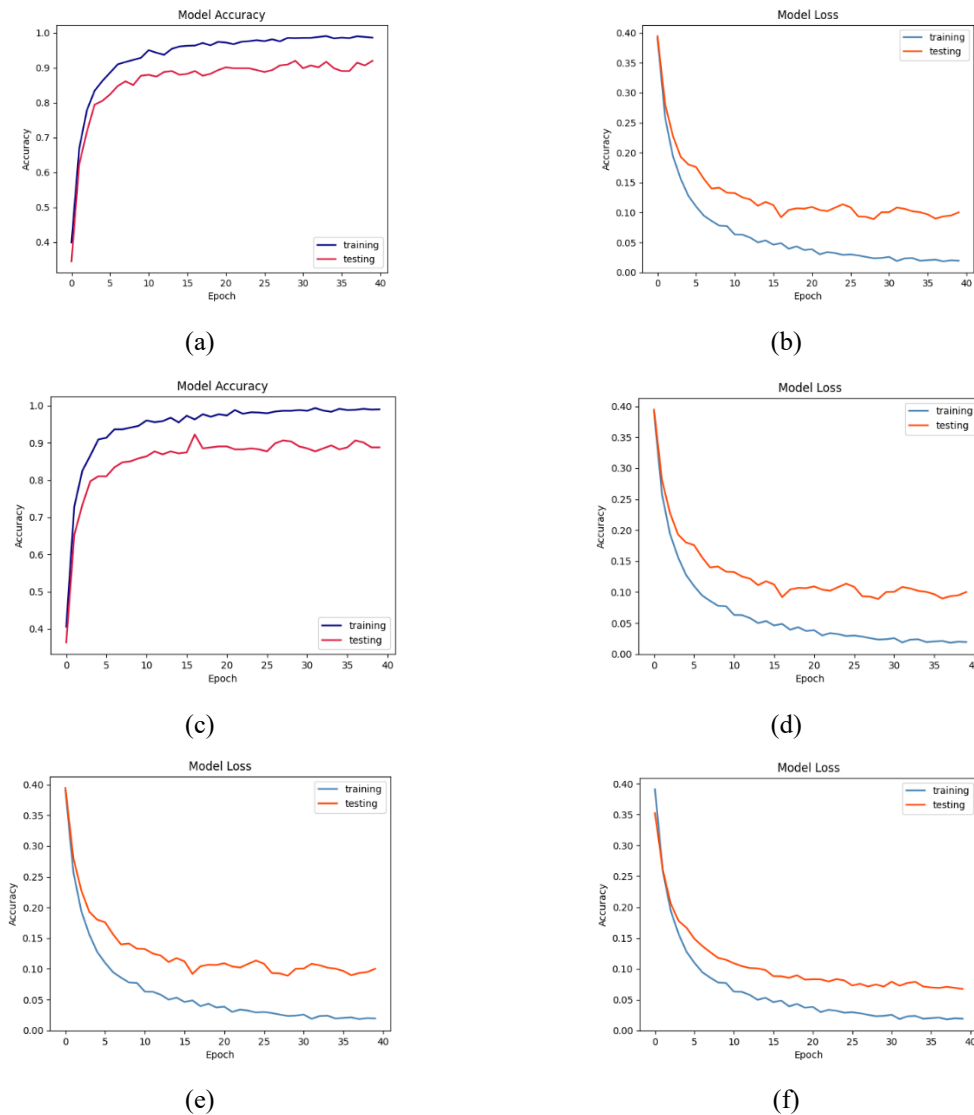 Model Accuracy
1.0
0.9
0.8
0.7
0.6
0.5
0.4
Accuracy
training
testing
0 5 10 15 20 25 30 35 40
Epoch
(a)
Model Loss
0.40
0.35
0.30
0.25
0.20
0.15
0.10
0.05
0.00
Accuracy
training
testing
0 5 10 15 20 25 30 35 40
Epoch
(b)
Model Accuracy
1.0
0.9
0.8
0.7
0.6
0.5
0.4
Accuracy
training
testing
0 5 10 15 20 25 30 35 40
Epoch
(c)
Model Loss
0.40
0.35
0.30
0.25
0.20
0.15
0.10
0.05
0.00
Accuracy
training
testing
0 5 10 15 20 25 30 35 40
Epoch
(d)
Model Loss
0.40
0.35
0.30
0.25
0.20
0.15
0.10
0.05
0.00
Accuracy
training
testing
0 5 10 15 20 25 30 35 40
Epoch
(e)
Model Loss
0.40
0.35
0.30
0.25
0.20
0.15
0.10
0.05
0.00
Accuracy
training
testing
0 5 10 15 20 25 30 35 40
Epoch
(f)